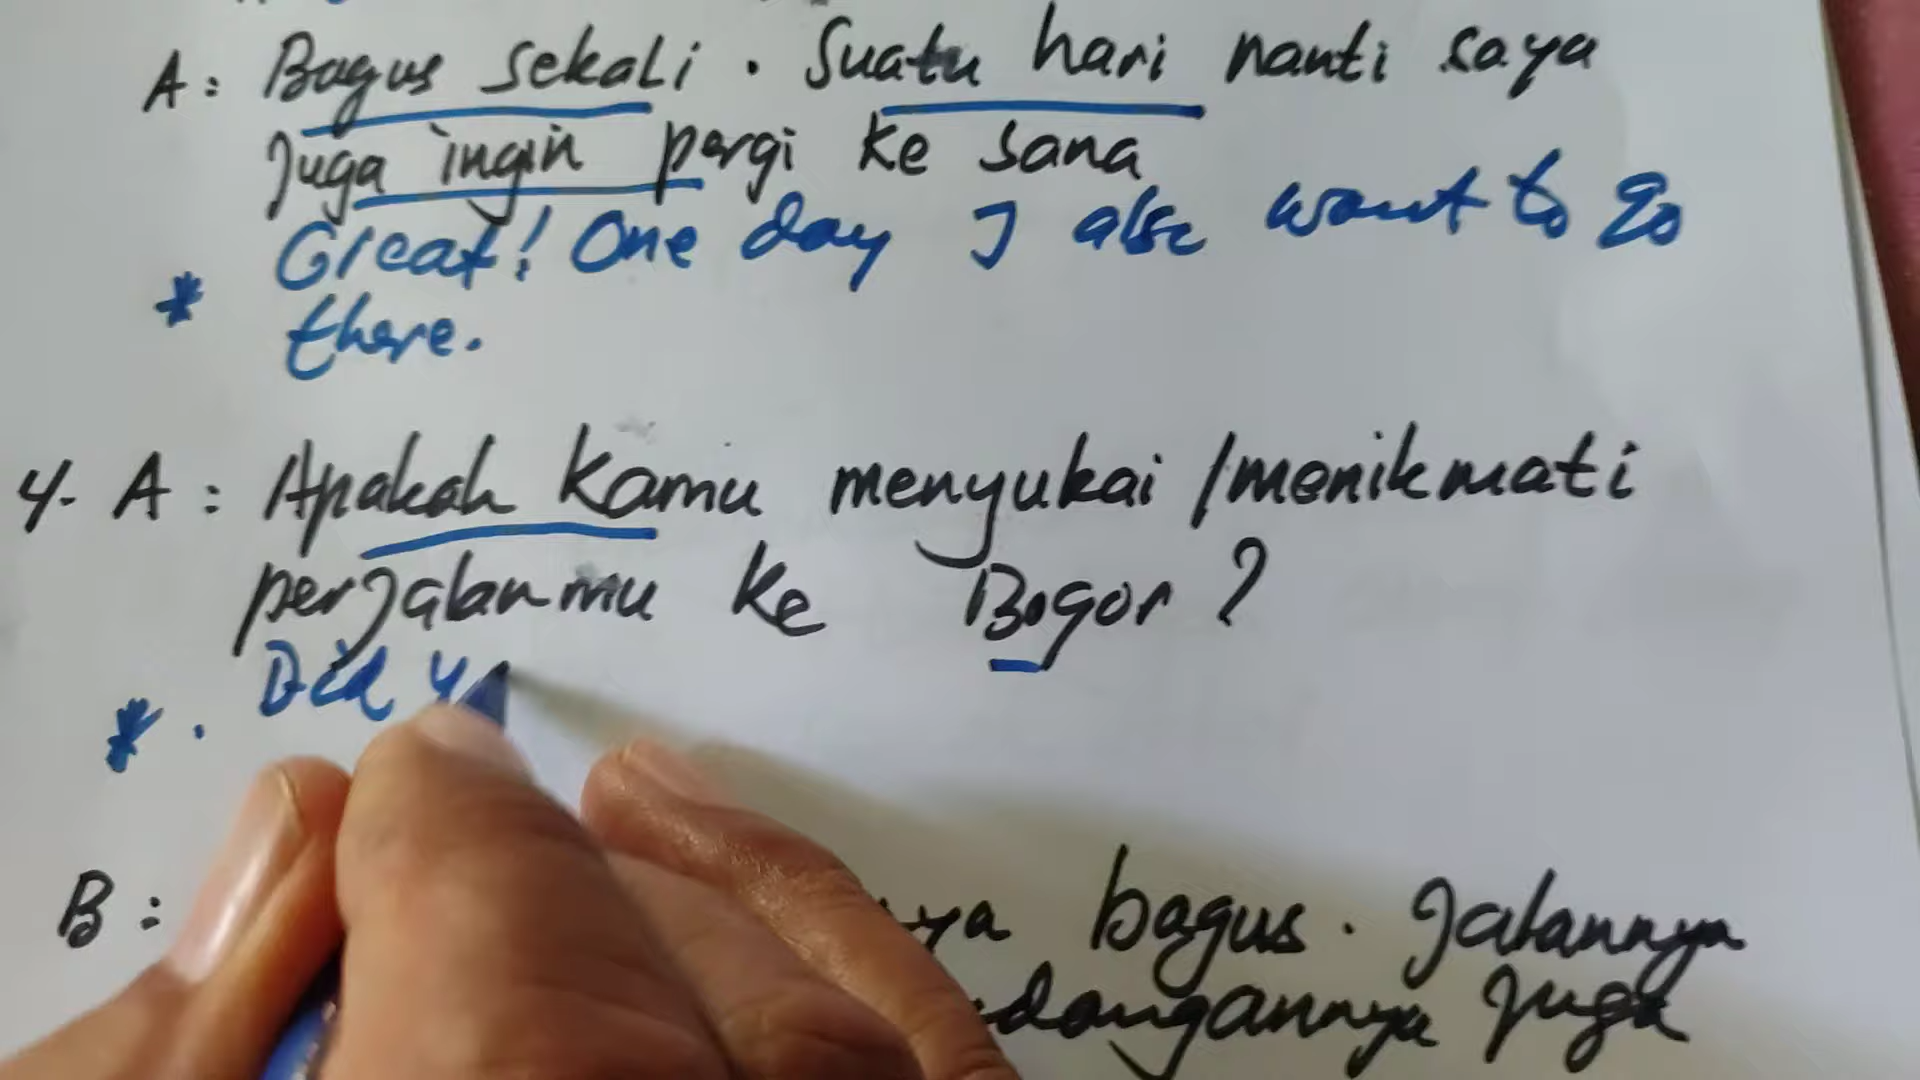 A: Bagus sekali. Suatu hari nanti saya
juga ingin pergi ke sana
* Great! One day I also want to go
there.
4. A: Apakah kamu menyukai / menikmati
perjalanmu ke Bogor?
*. Did
B: bagus. Jalannya
juga